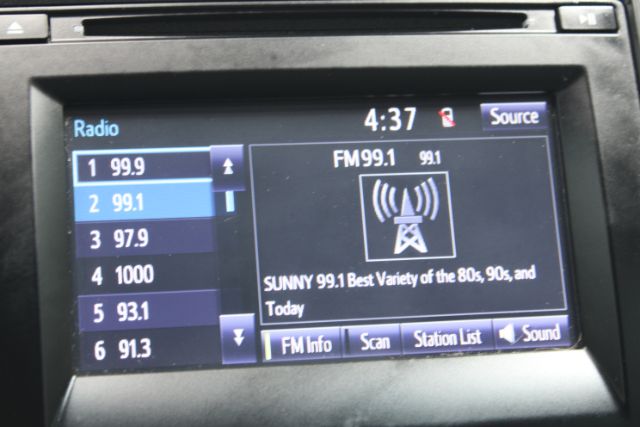 Radio 4:37 Source
1 99.9
2 99.1
3 97.9
4 1000
5 93.1
6 91.3
FM 99.1 99.1
SUNNY 99.1 Best Variety of the 80s, 90s, and
Today
FM Info Scan Station List Sound